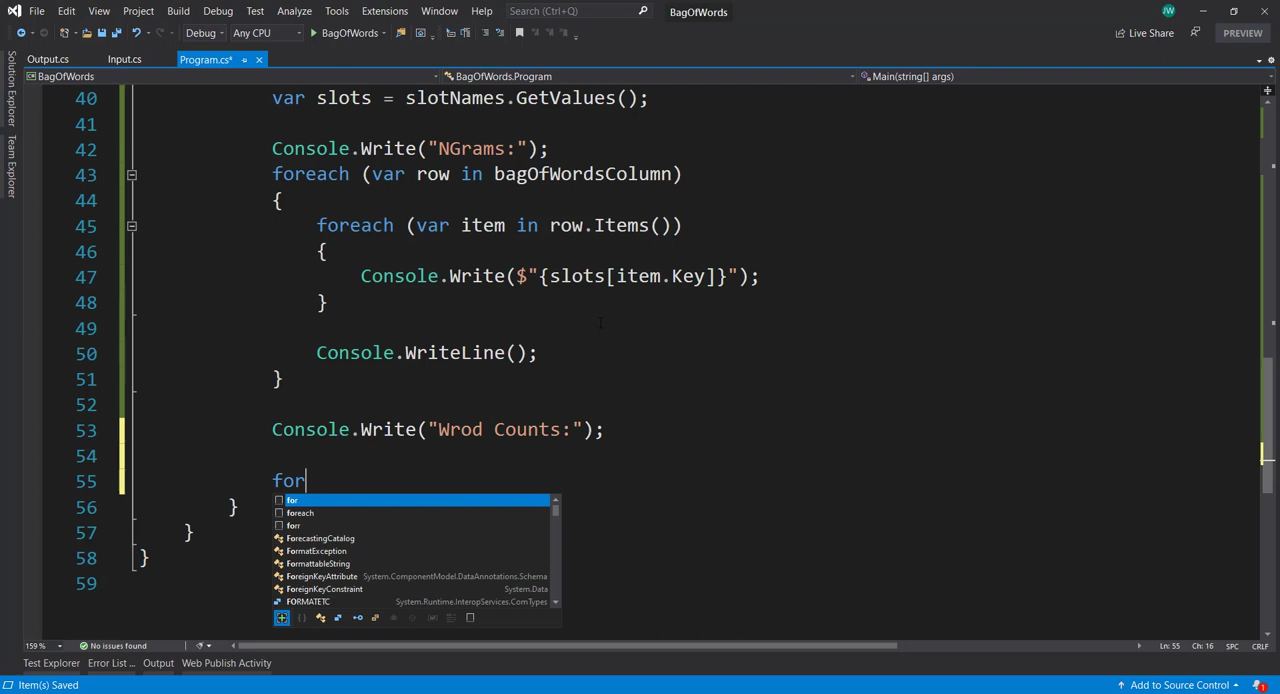 File Edit View Project Build Debug Test Analyze Tools Extensions Window Help Search (Ctrl+Q) BagOfWords JW
Debug Any CPU BagOfWords Live Share PREVIEW
Output.cs Input.cs Program.cs*
BagOfWords BagOfWords.Program Main(string[] args)
Solution Explorer
Team Explorer
40 var slots = slotNames.GetValues();
41
42 Console.Write("NGrams:");
43 foreach (var row in bagOfWordsColumn)
44 {
45 foreach (var item in row.Items())
46 {
47 Console.Write($"{slots[item.Key]}");
48 }
49
50 Console.WriteLine();
51 }
52
53 Console.Write("Wrod Counts:");
54
55 for
56 }
57 }
58 }
59
for
foreach
forr
ForecastingCatalog
FormatException
FormattableString
ForeignKeyAttribute System.ComponentModel.DataAnnotations.Schema
ForeignKeyConstraint System.Data
FORMATETC System.Runtime.InteropServices.ComTypes
159 % No issues found Ln: 55 Ch: 16 SPC CRLF
Test Explorer Error List ... Output Web Publish Activity
Item(s) Saved Add to Source Control 1